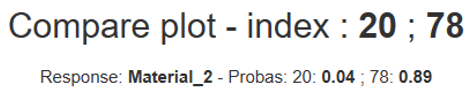 Compare plot - index : 20 ; 78
Response: Material_2 - Probas: 20: 0.04 ; 78: 0.89